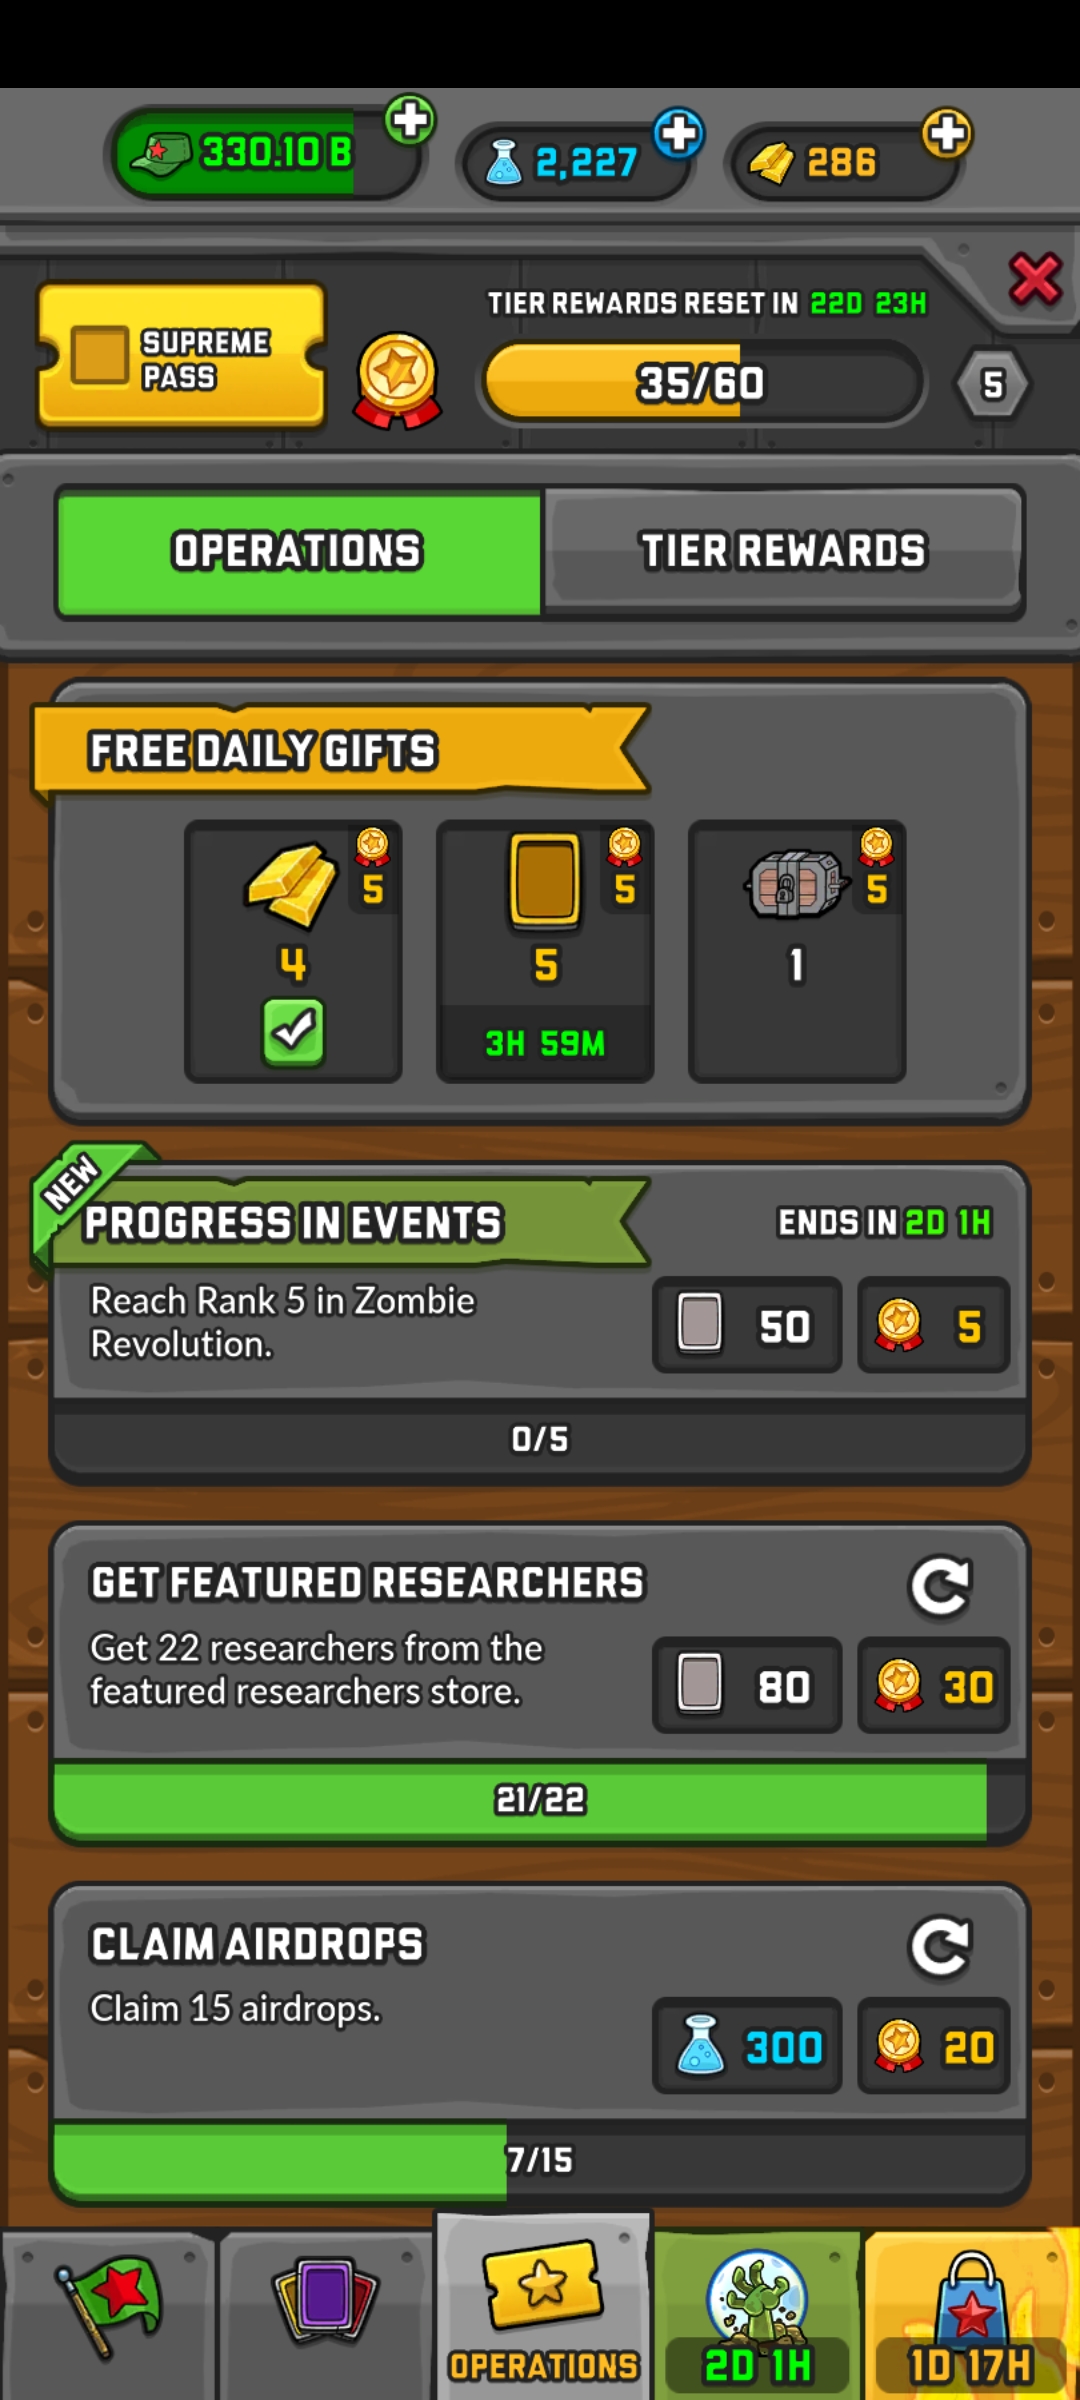 330.10 B
2,227
286
TIER REWARDS RESET IN 22D 23H
SUPREME
PASS
35/60
5
OPERATIONS
TIER REWARDS
FREE DAILY GIFTS
5
5
5
4
5
1
3H 59M
NEW
PROGRESS IN EVENTS
ENDS IN 2D 1H
Reach Rank 5 in Zombie
Revolution.
50
5
0/5
GET FEATURED RESEARCHERS
Get 22 researchers from the
featured researchers store.
80
30
21/22
CLAIM AIRDROPS
Claim 15 airdrops.
300
20
7/15
OPERATIONS
2D 1H
1D 17H